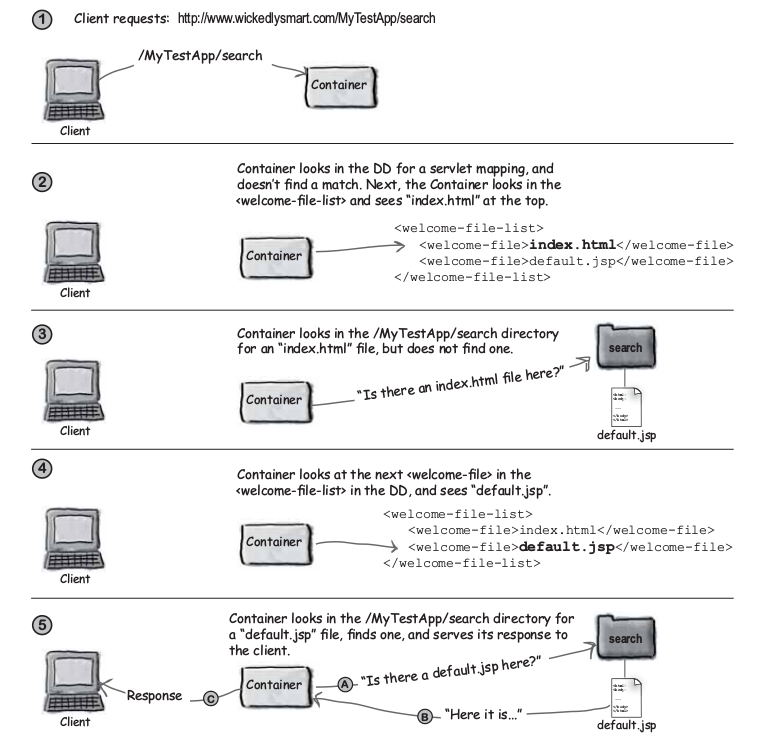 1
Client requests: http://www.wickedlysmart.com/MyTestApp/search
/MyTestApp/search
Container
Client
2
Container looks in the DD for a servlet mapping, and
doesn't find a match. Next, the Container looks in the
<welcome-file-list> and sees "index.html" at the top.
<welcome-file-list>
<welcome-file>index.html</welcome-file>
<welcome-file>default.jsp</welcome-file>
</welcome-file-list>
Container
Client
3
Container looks in the /MyTestApp/search directory
for an "index.html" file, but does not find one.
search
"Is there an index.html file here?"
Container
Client
default.jsp
4
Container looks at the next <welcome-file> in the
<welcome-file-list> in the DD, and sees "default.jsp".
<welcome-file-list>
<welcome-file>index.html</welcome-file>
<welcome-file>default.jsp</welcome-file>
</welcome-file-list>
Container
Client
5
Container looks in the /MyTestApp/search directory for
a "default.jsp" file, finds one, and serves its response to
the client.
search
A "Is there a default.jsp here?"
Container
Response C
B "Here it is..."
Client
default.jsp